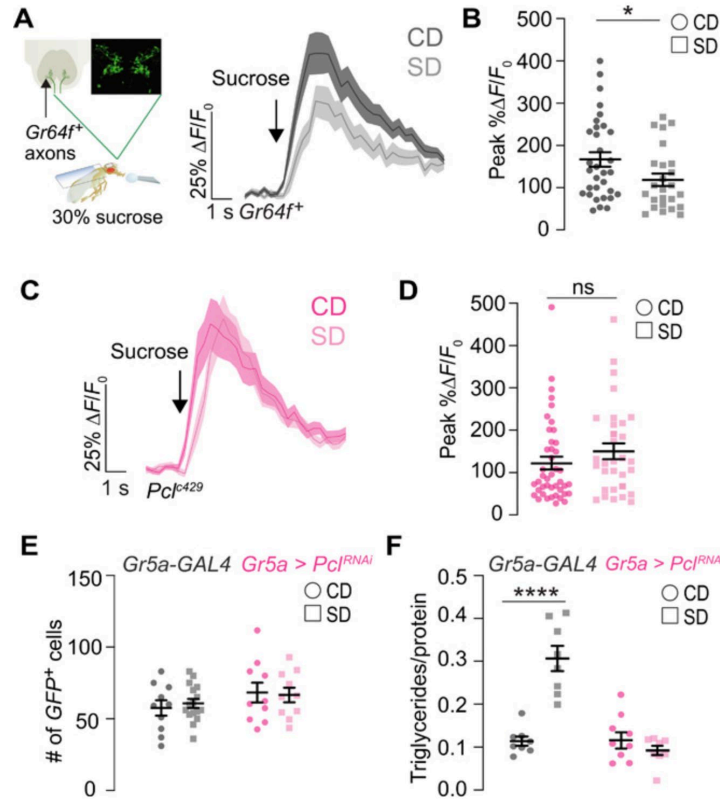 A
Gr64f+
axons
30% sucrose
Sucrose
CD
SD
25% ΔF/F0
1 s
Gr64f+
B
*
CD
SD
Peak %ΔF/F0
500
400
300
200
100
0
C
Sucrose
CD
SD
25% ΔF/F0
1 s
Pclc429
D
ns
CD
SD
Peak %ΔF/F0
500
400
300
200
100
0
E
Gr5a-GAL4 Gr5a > PclRNAi
CD
SD
# of GFP+ cells
150
100
50
0
F
Gr5a-GAL4 Gr5a > PclRNA
****
CD
SD
Triglycerides/protein
0.5
0.4
0.3
0.2
0.1
0.0